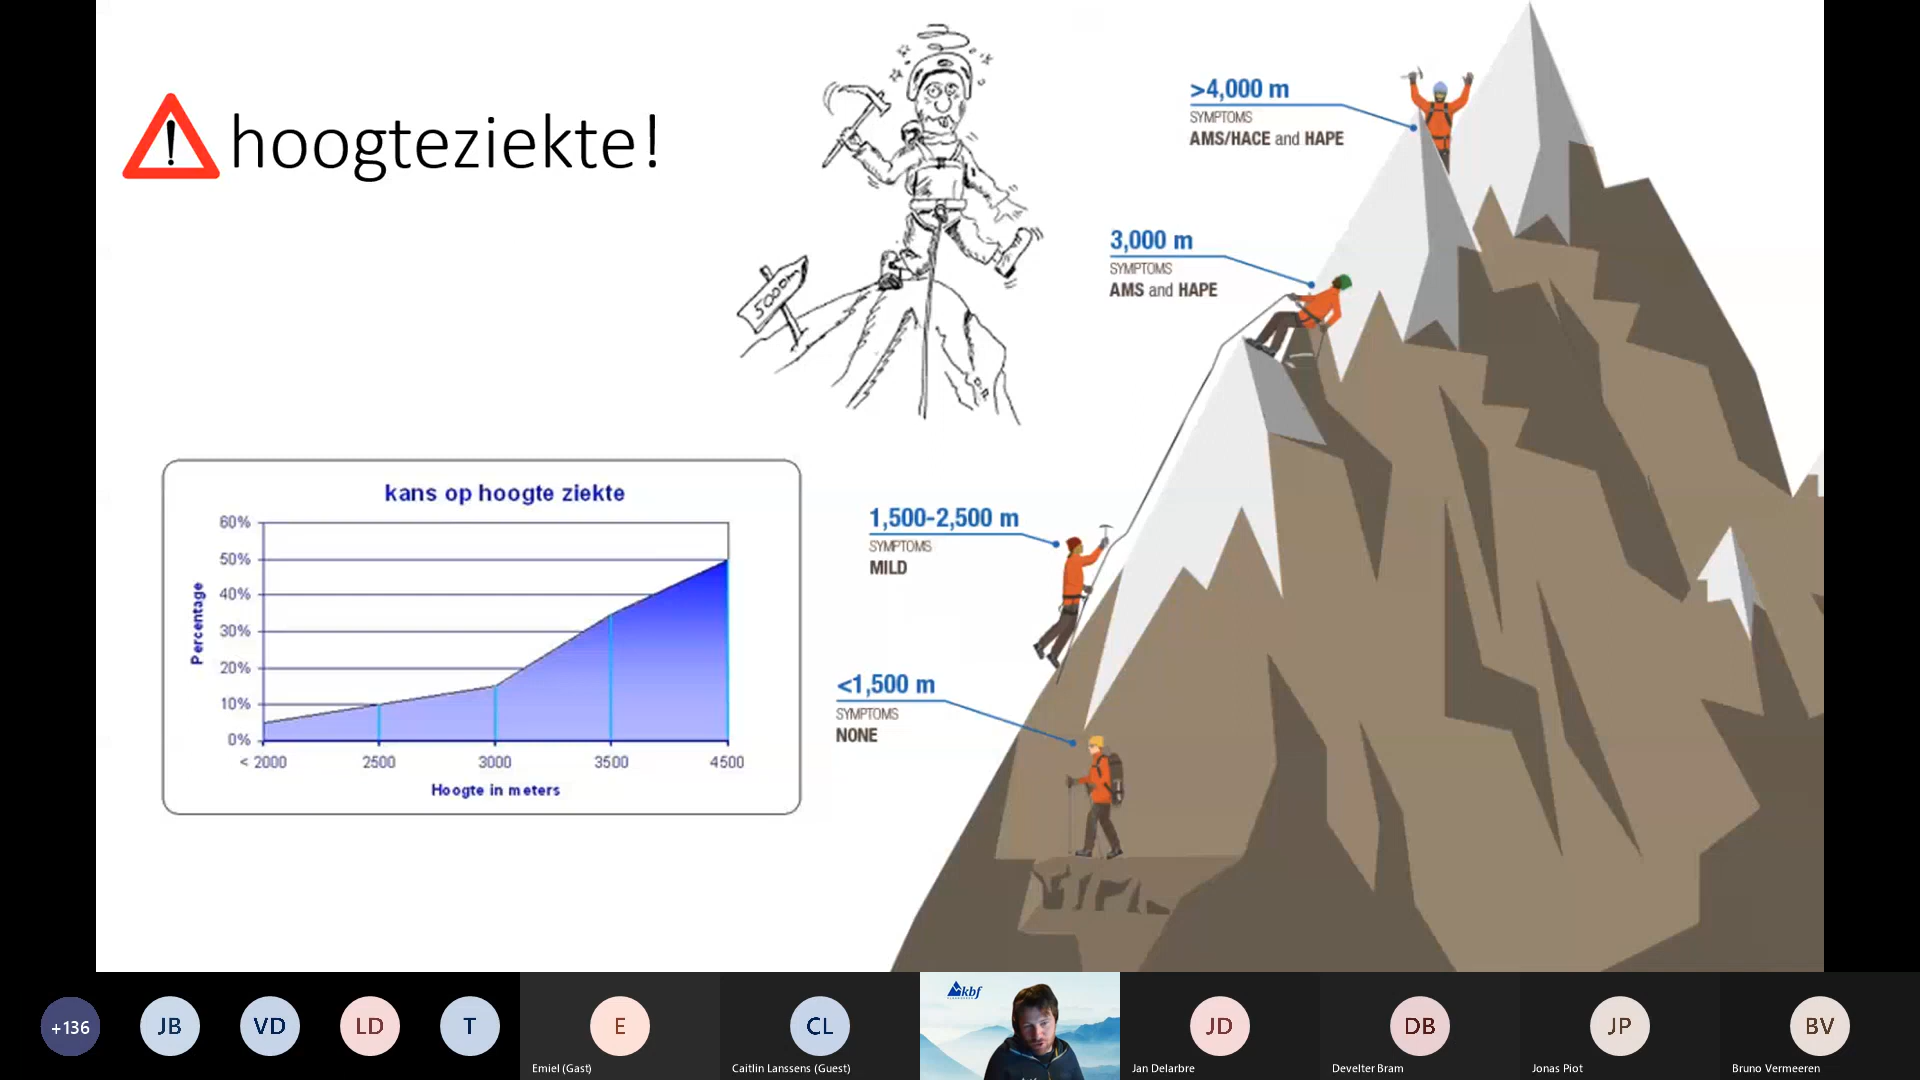 hoogteziekte!
5000m
>4,000 m
SYMPTOMS
AMS/HACE and HAPE
3,000 m
SYMPTOMS
AMS and HAPE
1,500-2,500 m
SYMPTOMS
MILD
<1,500 m
SYMPTOMS
NONE
kans op hoogte ziekte
60%
50%
40%
30%
20%
10%
0%
Percentage
< 2000 2500 3000 3500 4500
Hoogte in meters
+136 JB VD LD T E CL kbf JD DB JP BV
Emiel (Gast) Caitlin Lanssens (Guest) Jan Delarbre Develter Bram Jonas Piot Bruno Vermeeren